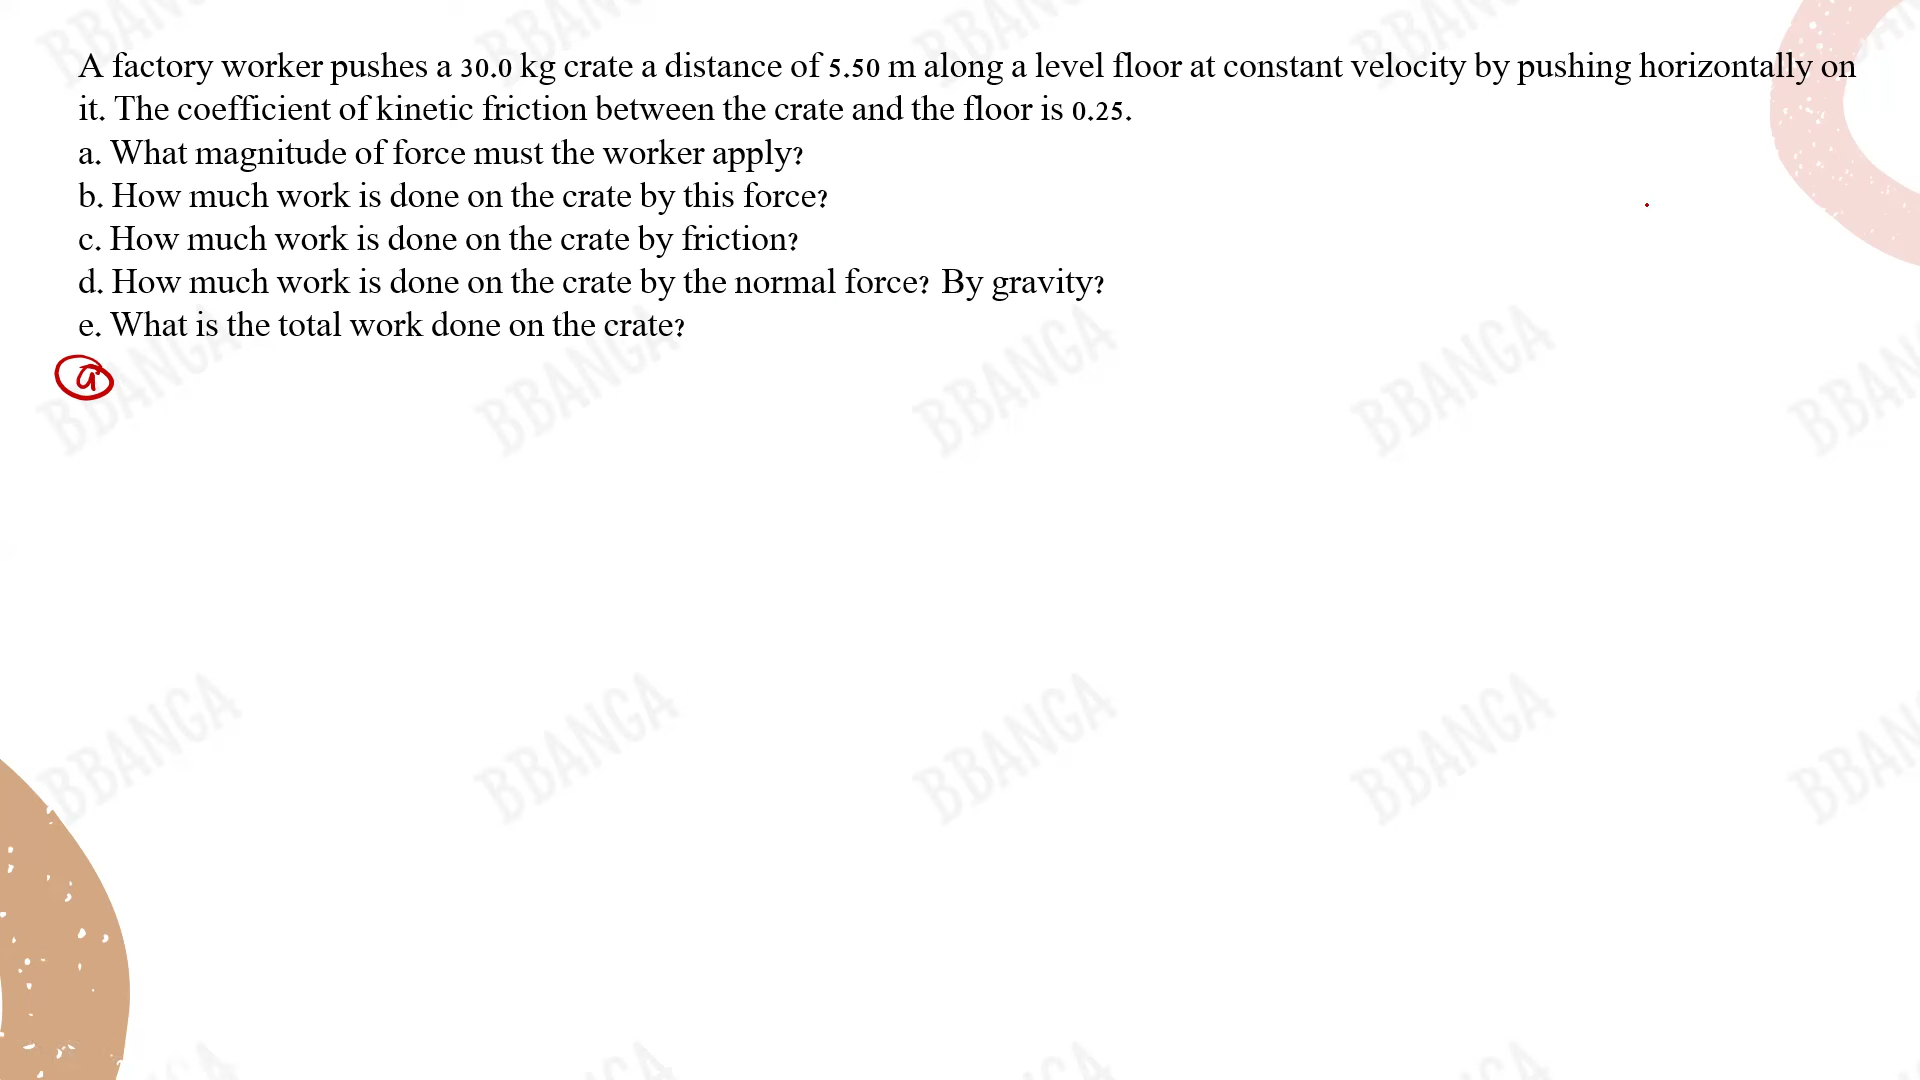 A factory worker pushes a 30.0 kg crate a distance of 5.50 m along a level floor at constant velocity by pushing horizontally on
it. The coefficient of kinetic friction between the crate and the floor is 0.25.
a. What magnitude of force must the worker apply?
b. How much work is done on the crate by this force?
c. How much work is done on the crate by friction?
d. How much work is done on the crate by the normal force? By gravity?
e. What is the total work done on the crate?
a
BBANGA